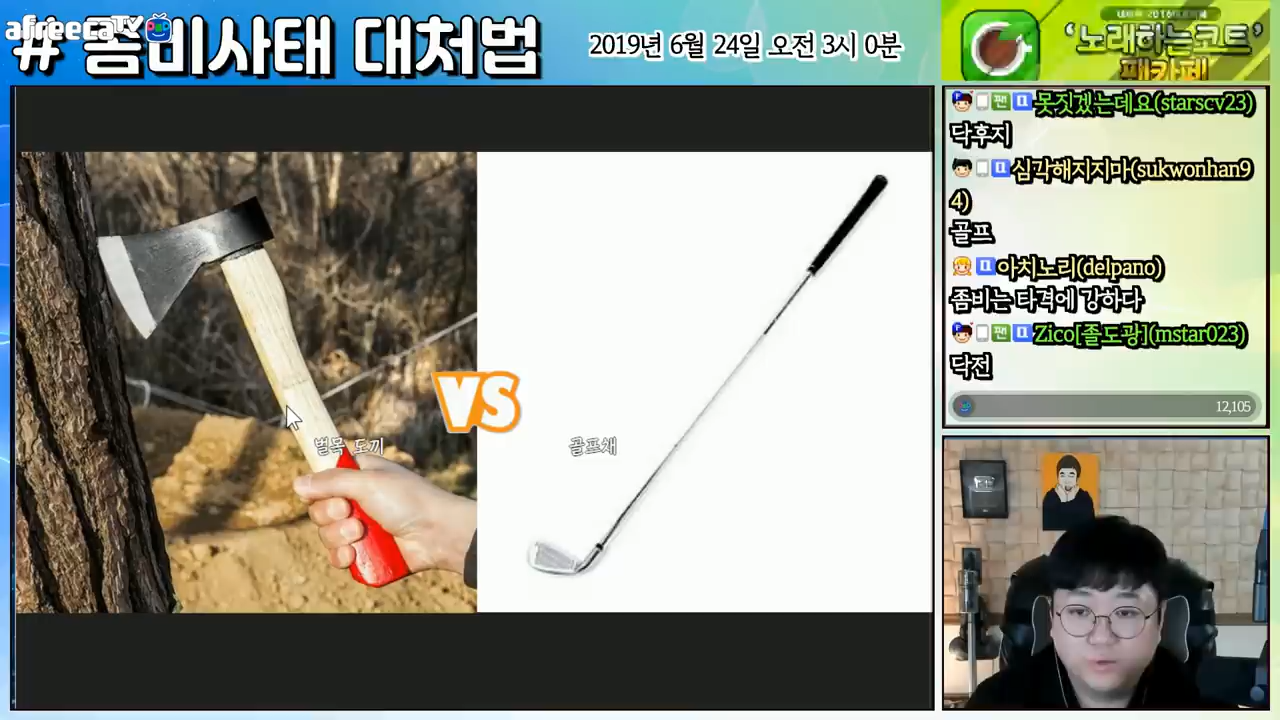 afreecaTV
# 좀비사태 대처법
2019년 6월 24일 오전 3시 0분
'노래하는코트'
팬카페
못짓겠는데요(starscv23)
닥후지
심각해지지마(sukwonhan9
4)
골프
아치노리(delpano)
좀비는 타격에 강하다
Zico[졸도광](mstar023)
닥전
12,105
벌목 도끼
VS
골프채